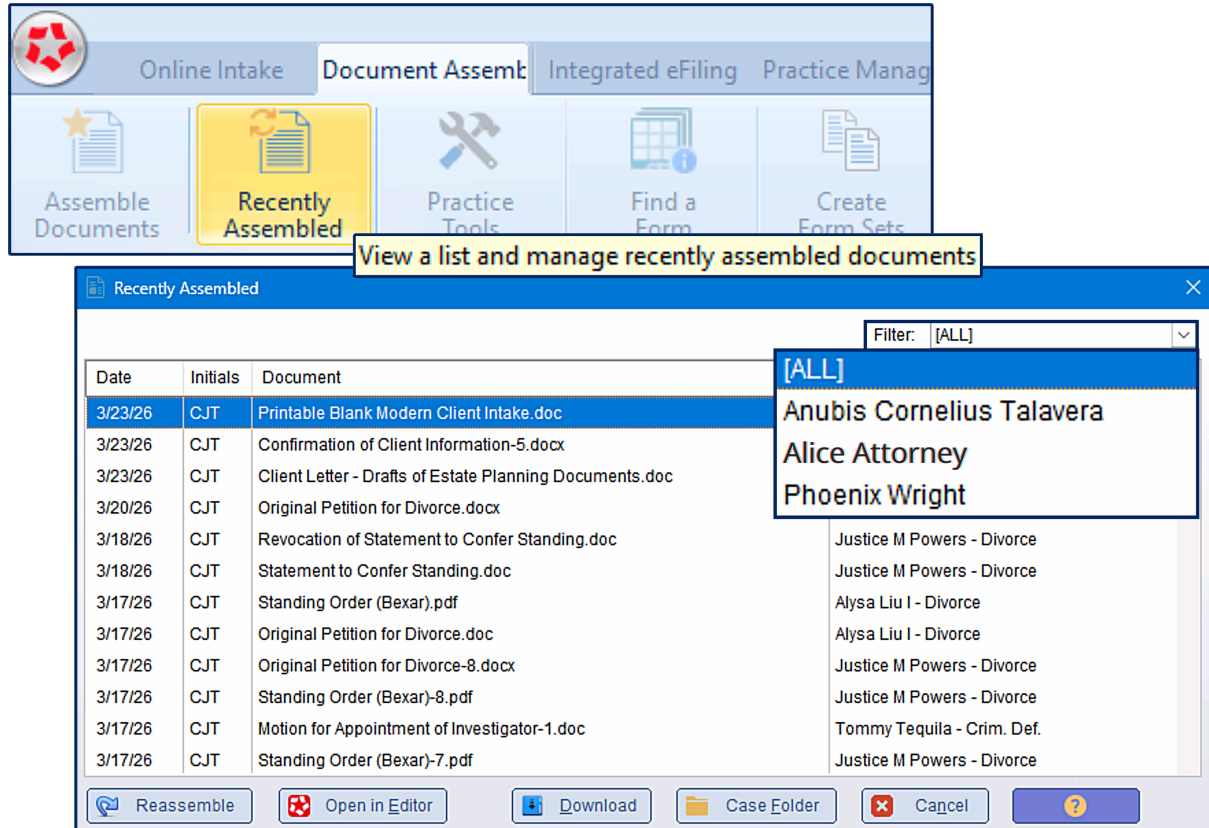 Online Intake Document Assemb Integrated eFiling Practice Manag
Assemble Documents
Recently Assembled
Practice Tools
Find a Form
Create Form Sets
View a list and manage recently assembled documents
Recently Assembled
Filter: [ALL]
[ALL]
Anubis Cornelius Talavera
Alice Attorney
Phoenix Wright
Date Initials Document
3/23/26 CJT Printable Blank Modern Client Intake.doc
3/23/26 CJT Confirmation of Client Information-5.docx
3/23/26 CJT Client Letter - Drafts of Estate Planning Documents.doc
3/20/26 CJT Original Petition for Divorce.docx
3/18/26 CJT Revocation of Statement to Confer Standing.doc Justice M Powers - Divorce
3/18/26 CJT Statement to Confer Standing.doc Justice M Powers - Divorce
3/17/26 CJT Standing Order (Bexar).pdf Alysa Liu I - Divorce
3/17/26 CJT Original Petition for Divorce.doc Alysa Liu I - Divorce
3/17/26 CJT Original Petition for Divorce-8.docx Justice M Powers - Divorce
3/17/26 CJT Standing Order (Bexar)-8.pdf Justice M Powers - Divorce
3/17/26 CJT Motion for Appointment of Investigator-1.doc Tommy Tequila - Crim. Def.
3/17/26 CJT Standing Order (Bexar)-7.pdf Justice M Powers - Divorce
Reassemble Open in Editor Download Case Folder Cancel ?